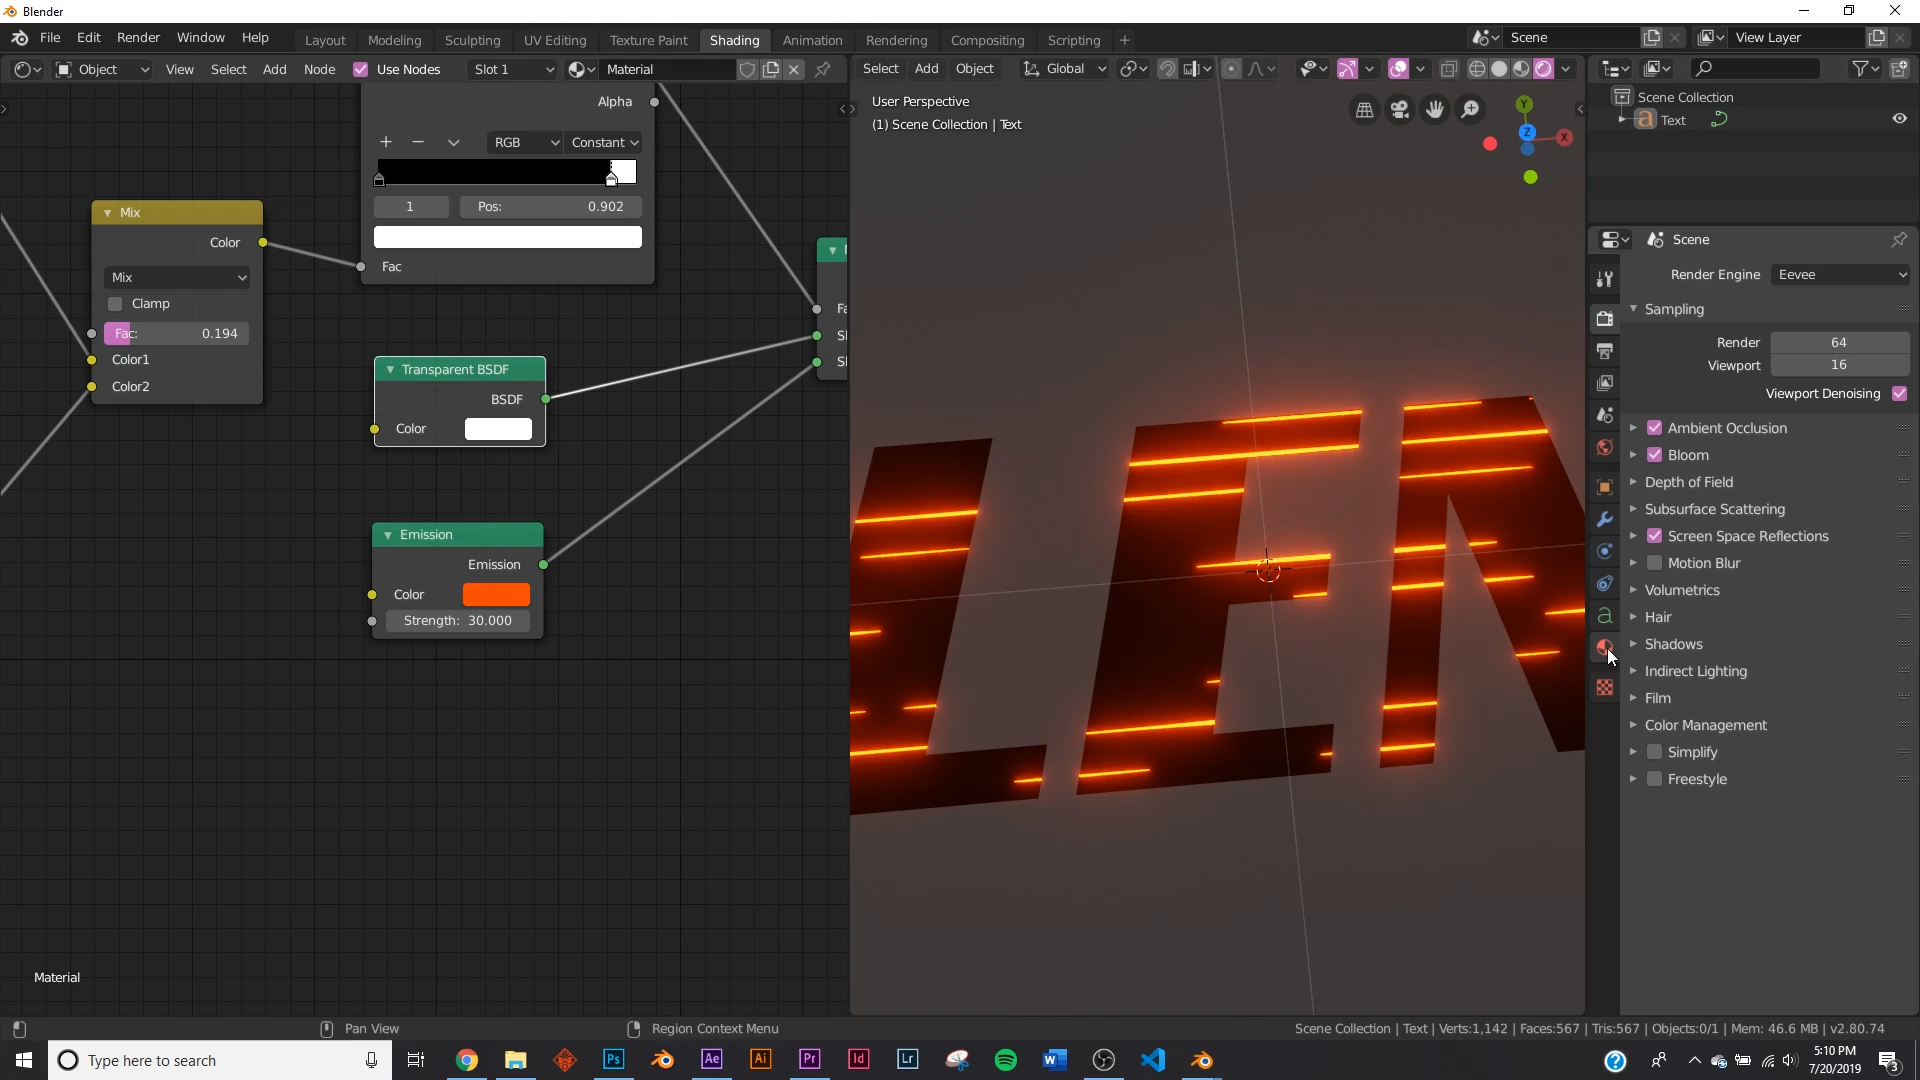 Blender
File Edit Render Window Help
Layout Modeling Sculpting UV Editing Texture Paint Shading Animation Rendering Compositing Scripting +
Scene
View Layer
Object View Select Add Node Use Nodes Slot 1 Material
Select Add Object Global
Alpha
RGB Constant
1 Pos: 0.902
Fac
Mix
Color
Mix
Clamp
Fac: 0.194
Color1
Color2
Transparent BSDF
BSDF
Color
Emission
Emission
Color
Strength: 30.000
Material
User Perspective
(1) Scene Collection | Text
Y
Z
X
Scene Collection
Text
Scene
Render Engine Eevee
Sampling
Render 64
Viewport 16
Viewport Denoising
Ambient Occlusion
Bloom
Depth of Field
Subsurface Scattering
Screen Space Reflections
Motion Blur
Volumetrics
Hair
Shadows
Indirect Lighting
Film
Color Management
Simplify
Freestyle
Pan View
Region Context Menu
Scene Collection | Text | Verts:1,142 | Faces:567 | Tris:567 | Objects:0/1 | Mem: 46.6 MB | v2.80.74
Type here to search
Ps Ae Ai Pr Id Lr W
5:10 PM
7/20/2019
3